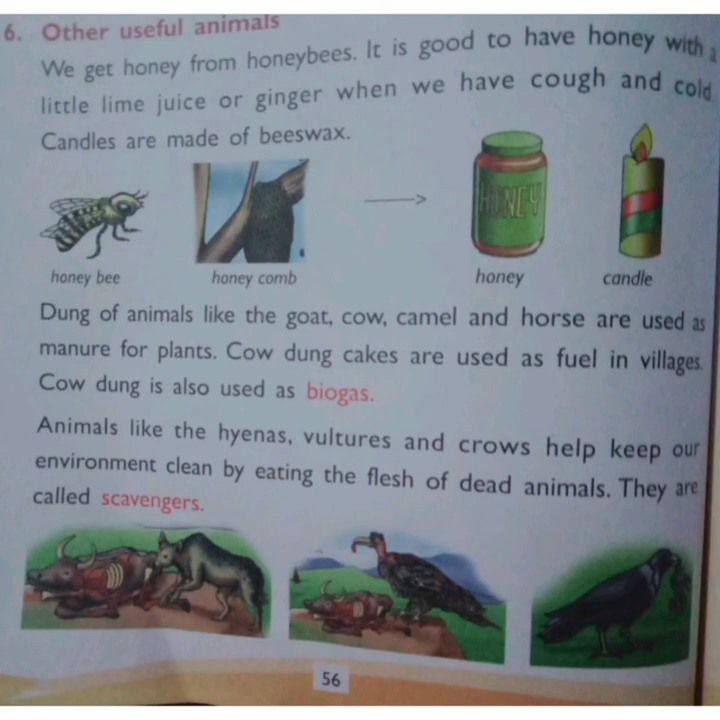 6. Other useful animals
We get honey from honeybees. It is good to have honey with a
little lime juice or ginger when we have cough and cold.
Candles are made of beeswax.
HONEY
honey bee
honey comb
honey
candle
Dung of animals like the goat, cow, camel and horse are used as
manure for plants. Cow dung cakes are used as fuel in villages.
Cow dung is also used as biogas.
Animals like the hyenas, vultures and crows help keep our
environment clean by eating the flesh of dead animals. They are
called scavengers.
56